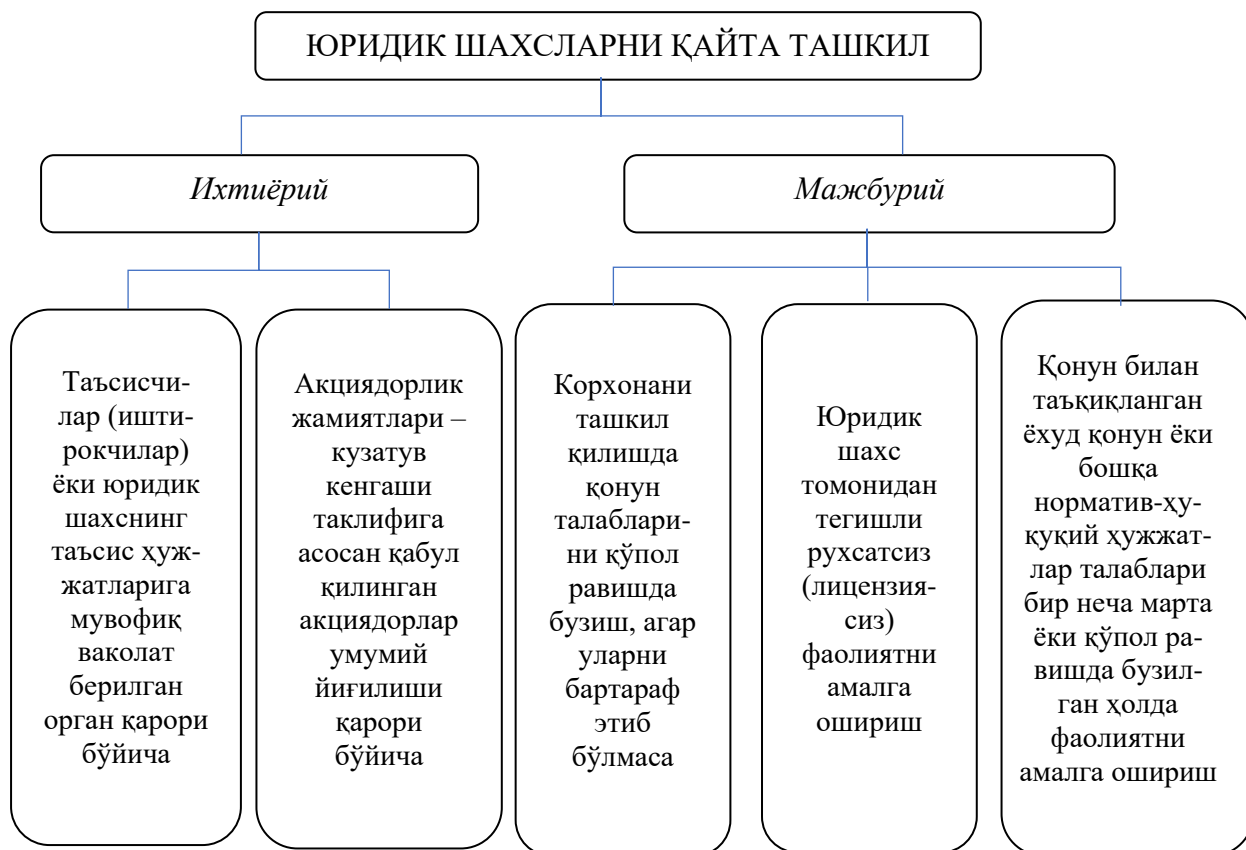 ЮРИДИК ШАХСЛАРНИ ҚАЙТА ТАШКИЛ
Ихтиёрий
Мажбурий
Таъсисчи-
лар (ишти-
рокчилар)
ёки юридик
шахснинг
таъсис ҳуж-
жатларига
мувофиқ
ваколат
берилган
орган қарори
бўйича
Акциядорлик
жамиятлари –
кузатув
кенгаши
таклифига
асосан қабул
қилинган
акциядорлар
умумий
йиғилиши
қарори
бўйича
Корхонани
ташкил
қилишда
қонун
талаблари-
ни қўпол
равишда
бузиш, агар
уларни
бартараф
этиб
бўлмаса
Юридик
шахс
томонидан
тегишли
рухсатсиз
(лицензия-
сиз)
фаолиятни
амалга
ошириш
Қонун билан
таъқиқланган
ёхуд қонун ёки
бошқа
норматив-ҳу-
қуқий ҳужжат-
лар талаблари
бир неча марта
ёки қўпол ра-
вишда бузил-
ган ҳолда
фаолиятни
амалга ошириш